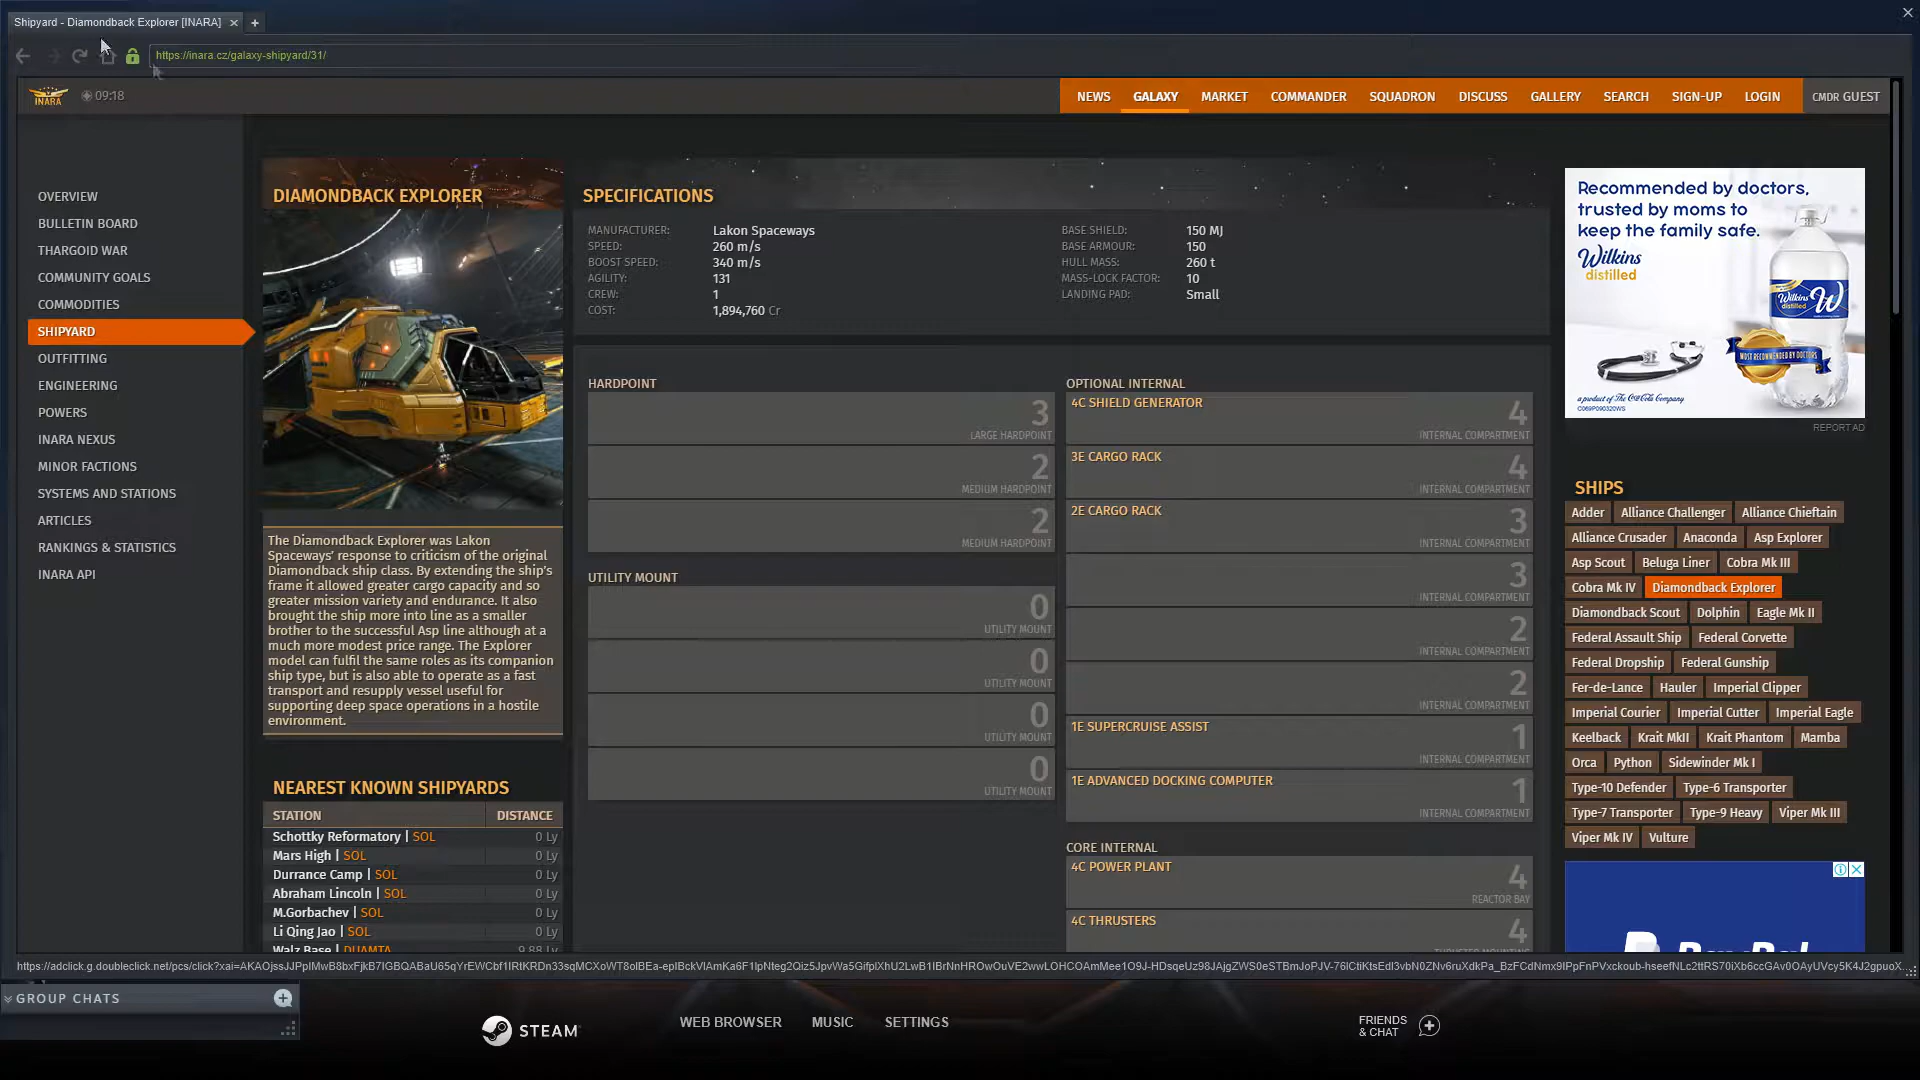 Shipyard - Diamondback Explorer [INARA]
https://inara.cz/galaxy-shipyard/31/
INARA
09:18
NEWS
GALAXY
MARKET
COMMANDER
SQUADRON
DISCUSS
GALLERY
SEARCH
SIGN-UP
LOGIN
CMDR GUEST
OVERVIEW
BULLETIN BOARD
THARGOID WAR
COMMUNITY GOALS
COMMODITIES
SHIPYARD
OUTFITTING
ENGINEERING
POWERS
INARA NEXUS
MINOR FACTIONS
SYSTEMS AND STATIONS
ARTICLES
RANKINGS & STATISTICS
INARA API
DIAMONDBACK EXPLORER
The Diamondback Explorer was Lakon
Spaceways' response to criticism of the original
Diamondback ship class. By extending the ship's
frame it allowed greater cargo capacity and so
greater mission variety and endurance. It also
brought the ship more into line as a smaller
brother to the successful Asp line although at a
much more modest price range. The Explorer
model can fulfil the same roles as its companion
ship type, but is also able to operate as a fast
transport and resupply vessel useful for
supporting deep space operations in a hostile
environment.
NEAREST KNOWN SHIPYARDS
STATION DISTANCE
Schottky Reformatory | SOL 0 Ly
Mars High | SOL 0 Ly
Durrance Camp | SOL 0 Ly
Abraham Lincoln | SOL 0 Ly
M.Gorbachev | SOL 0 Ly
Li Qing Jao | SOL 0 Ly
Walz Base | DUAMTA 9.88 Ly
SPECIFICATIONS
MANUFACTURER: Lakon Spaceways
SPEED: 260 m/s
BOOST SPEED: 340 m/s
AGILITY: 131
CREW: 1
COST: 1,894,760 Cr
BASE SHIELD: 150 MJ
BASE ARMOUR: 150
HULL MASS: 260 t
MASS-LOCK FACTOR: 10
LANDING PAD: Small
HARDPOINT
3
LARGE HARDPOINT
2
MEDIUM HARDPOINT
2
MEDIUM HARDPOINT
UTILITY MOUNT
0
UTILITY MOUNT
0
UTILITY MOUNT
0
UTILITY MOUNT
0
UTILITY MOUNT
OPTIONAL INTERNAL
4C SHIELD GENERATOR 4
INTERNAL COMPARTMENT
3E CARGO RACK 4
INTERNAL COMPARTMENT
2E CARGO RACK 3
INTERNAL COMPARTMENT
3
INTERNAL COMPARTMENT
2
INTERNAL COMPARTMENT
2
INTERNAL COMPARTMENT
1E SUPERCRUISE ASSIST 1
INTERNAL COMPARTMENT
1E ADVANCED DOCKING COMPUTER 1
INTERNAL COMPARTMENT
CORE INTERNAL
4C POWER PLANT 4
REACTOR BAY
4C THRUSTERS 4
Recommended by doctors,
trusted by moms to
keep the family safe.
Wilkins
distilled
Wilkins
MOST RECOMMENDED BY DOCTORS
a product of The Coca-Cola Company
C069P090320WS
REPORT AD
SHIPS
Adder Alliance Challenger Alliance Chieftain
Alliance Crusader Anaconda Asp Explorer
Asp Scout Beluga Liner Cobra Mk III
Cobra Mk IV Diamondback Explorer
Diamondback Scout Dolphin Eagle Mk II
Federal Assault Ship Federal Corvette
Federal Dropship Federal Gunship
Fer-de-Lance Hauler Imperial Clipper
Imperial Courier Imperial Cutter Imperial Eagle
Keelback Krait MkII Krait Phantom Mamba
Orca Python Sidewinder Mk I
Type-10 Defender Type-6 Transporter
Type-7 Transporter Type-9 Heavy Viper Mk III
Viper Mk IV Vulture
GROUP CHATS
STEAM
WEB BROWSER
MUSIC
SETTINGS
FRIENDS
& CHAT